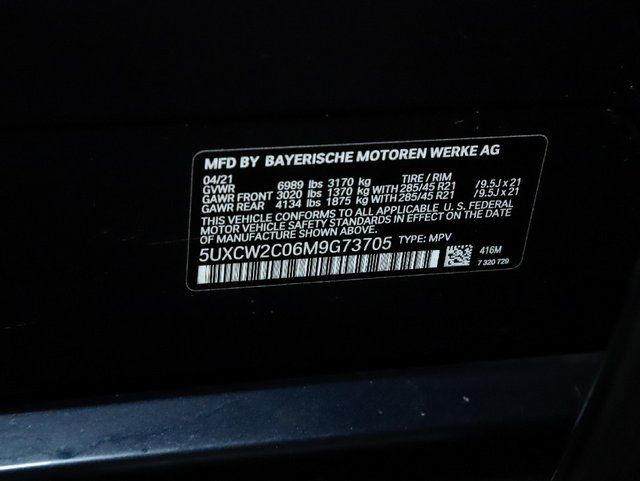 MFD BY BAYERISCHE MOTOREN WERKE AG
04/21 TIRE / RIM
GVWR 6989 lbs 3170 kg
GAWR FRONT 3020 lbs 1370 kg WITH 285/45 R21 / 9.5J x 21
GAWR REAR 4134 lbs 1875 kg WITH 285/45 R21 / 9.5J x 21
THIS VEHICLE CONFORMS TO ALL APPLICABLE U. S. FEDERAL
MOTOR VEHICLE SAFETY STANDARDS IN EFFECT ON THE DATE
OF MANUFACTURE SHOWN ABOVE.
5UXCW2C06M9G73705 TYPE: MPV
416M
7 320 729